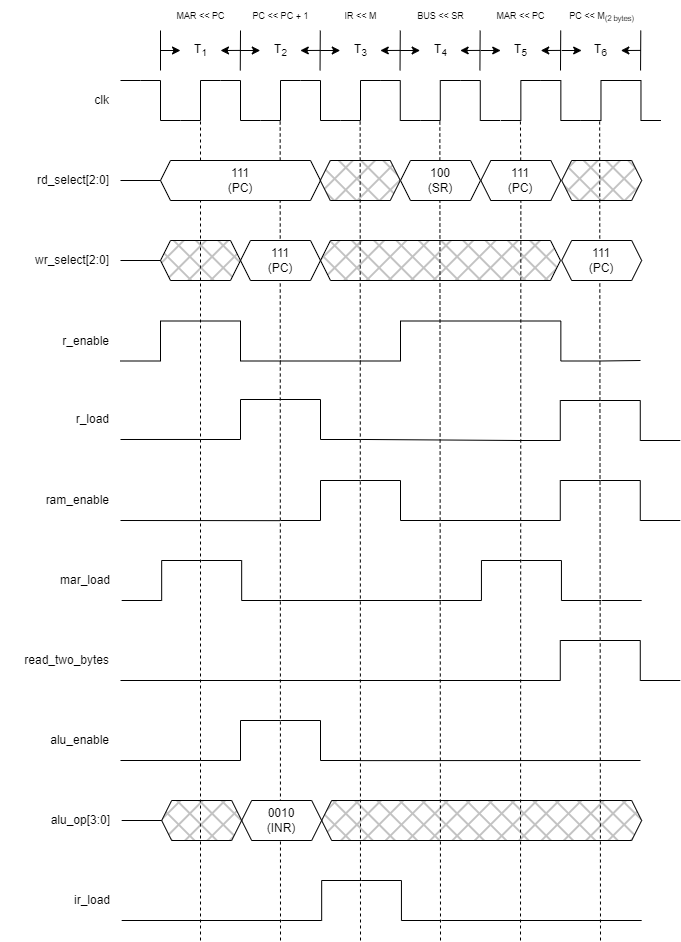 MAR << PC
PC << PC + 1
IR << M
BUS << SR
MAR << PC
PC << M(2 bytes)
T1
T2
T3
T4
T5
T6
clk
rd_select[2:0]
111
(PC)
100
(SR)
111
(PC)
wr_select[2:0]
111
(PC)
111
(PC)
r_enable
r_load
ram_enable
mar_load
read_two_bytes
alu_enable
alu_op[3:0]
0010
(INR)
ir_load